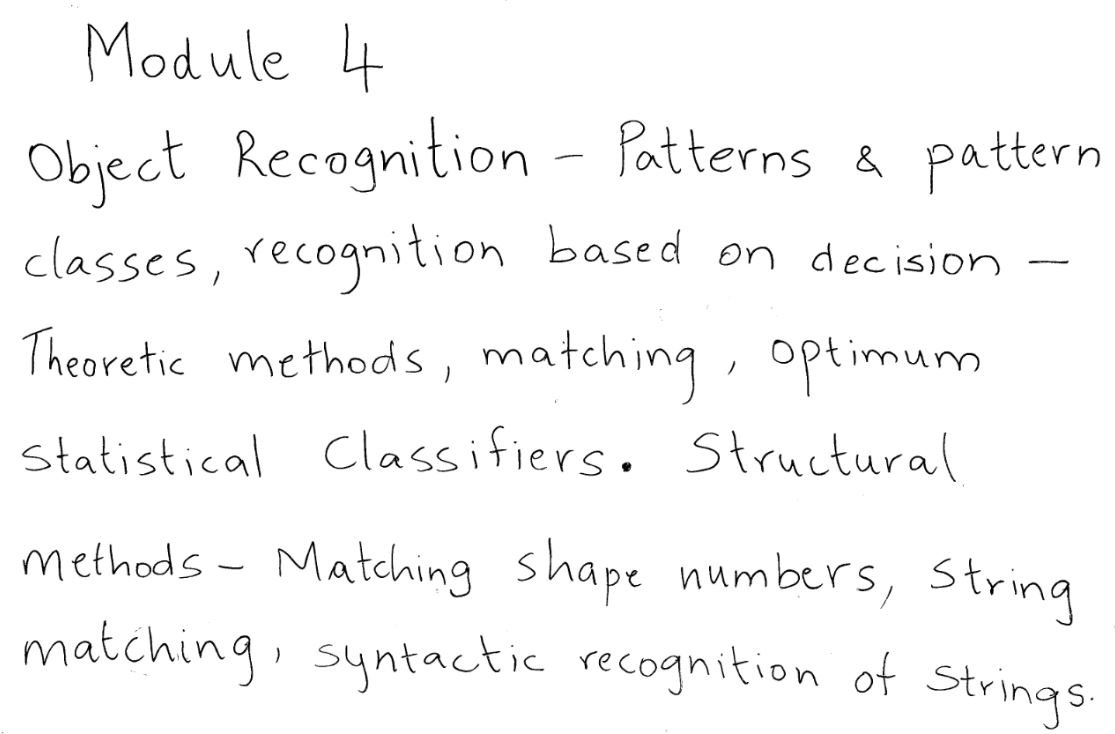 Module 4
Object Recognition – Patterns & pattern
classes, recognition based on decision –
Theoretic methods, matching, optimum
statistical Classifiers. Structural
methods – Matching shape numbers, String
matching, syntactic recognition of Strings.